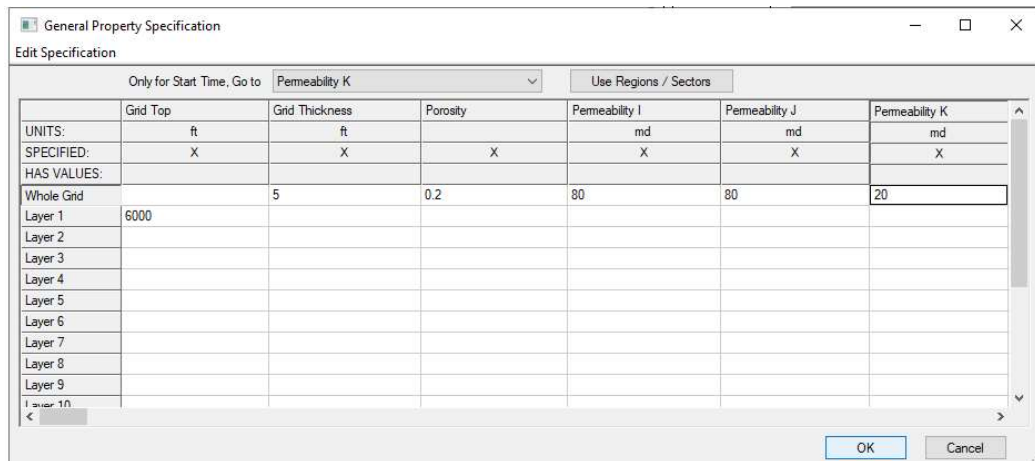 General Property Specification
Edit Specification
Only for Start Time, Go to Permeability K Use Regions / Sectors
Grid Top Grid Thickness Porosity Permeability I Permeability J Permeability K
UNITS: ft ft md md md
SPECIFIED: X X X X X X
HAS VALUES:
Whole Grid 5 0.2 80 80 20
Layer 1 6000
Layer 2
Layer 3
Layer 4
Layer 5
Layer 6
Layer 7
Layer 8
Layer 9
Layer 10
OK Cancel